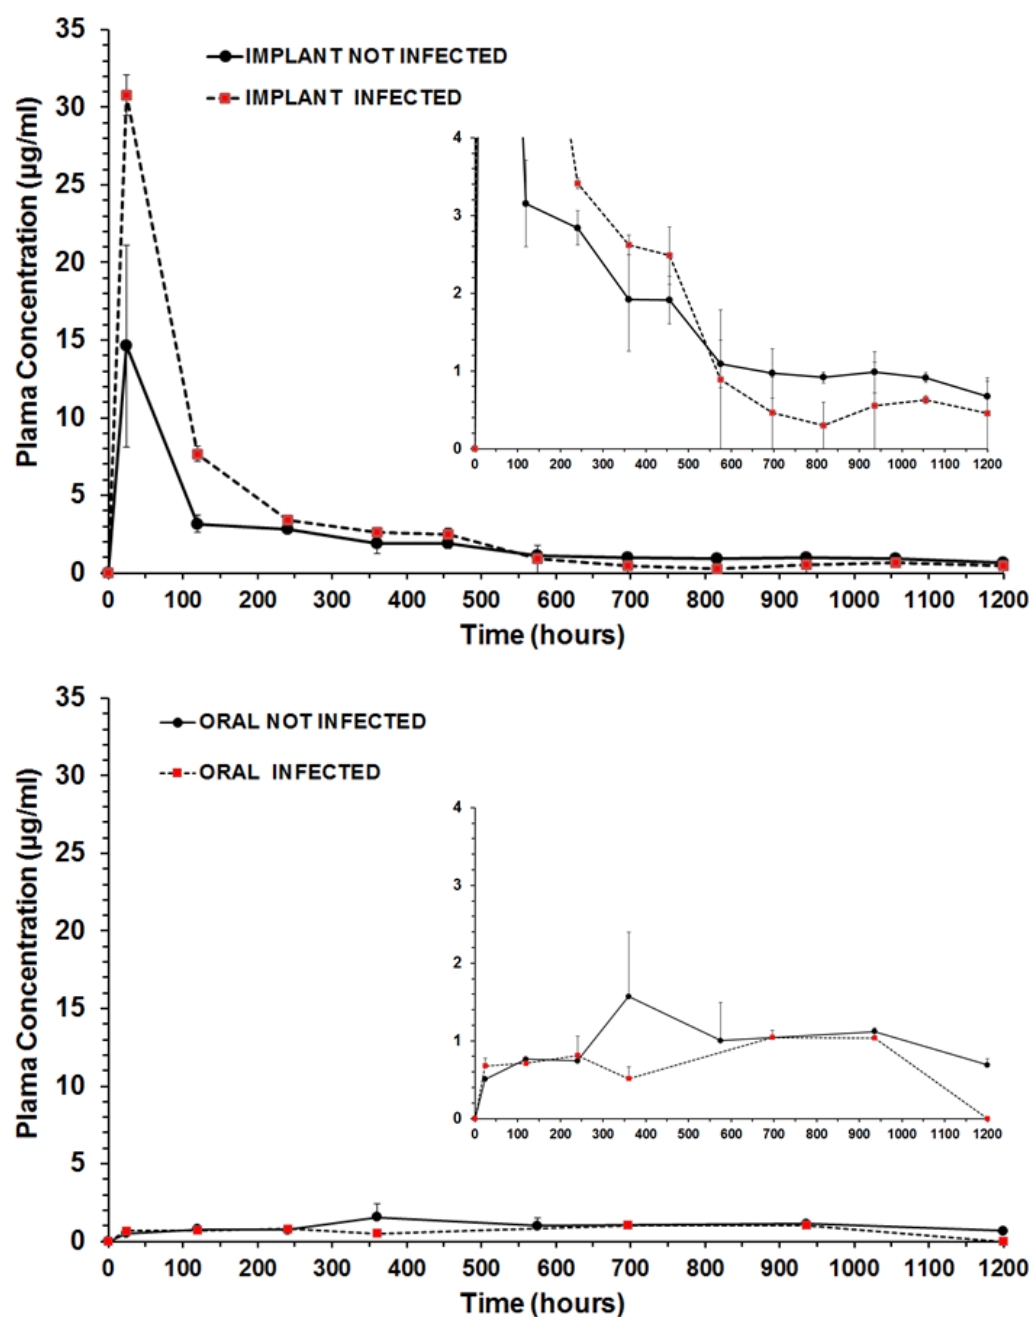 35
30
25
20
15
10
5
0
Plama Concentration (µg/ml)
IMPLANT NOT INFECTED
IMPLANT INFECTED
4
3
2
1
0
0 100 200 300 400 500 600 700 800 900 1000 1100 1200
0 100 200 300 400 500 600 700 800 900 1000 1100 1200
Time (hours)
35
30
25
20
15
10
5
0
Plama Concentration (µg/ml)
ORAL NOT INFECTED
ORAL INFECTED
4
3
2
1
0
0 100 200 300 400 500 600 700 800 900 1000 1100 1200
0 100 200 300 400 500 600 700 800 900 1000 1100 1200
Time (hours)